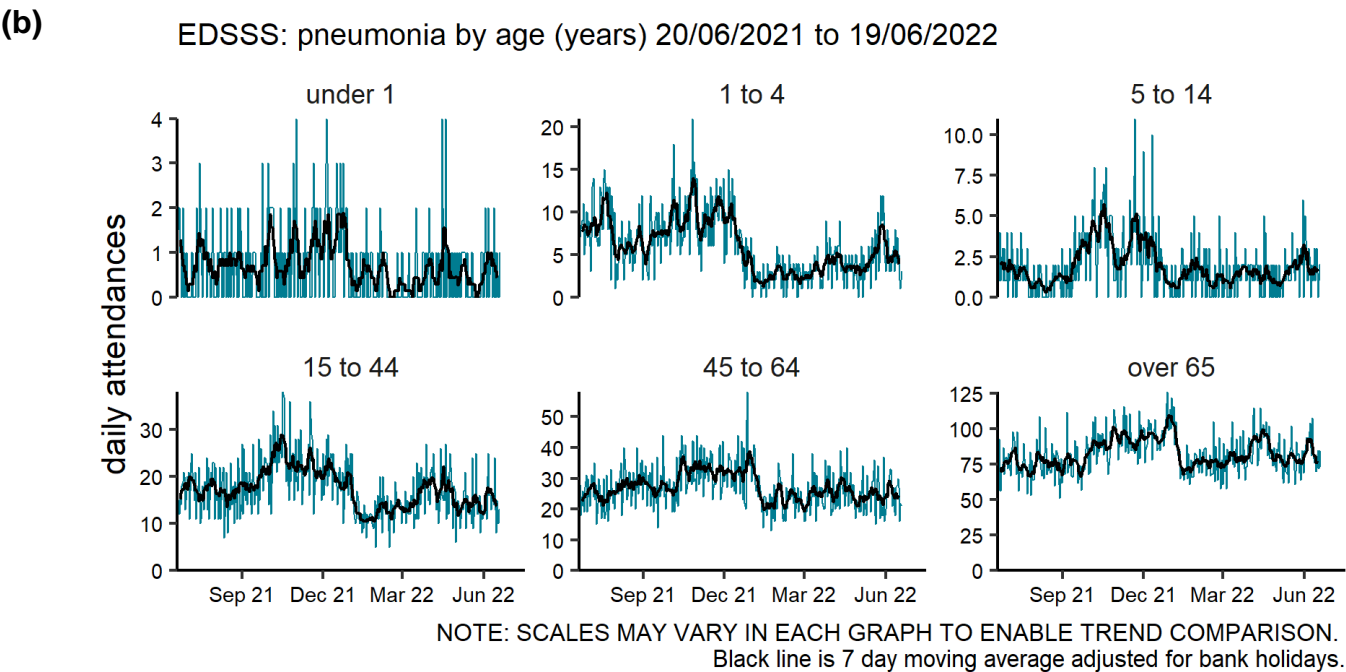 (b)
EDSSS: pneumonia by age (years) 20/06/2021 to 19/06/2022
daily attendances
under 1
4
3
2
1
0
1 to 4
20
15
10
5
0
5 to 14
10.0
7.5
5.0
2.5
0.0
15 to 44
30
20
10
0
Sep 21 Dec 21 Mar 22 Jun 22
45 to 64
50
40
30
20
10
0
Sep 21 Dec 21 Mar 22 Jun 22
over 65
125
100
75
50
25
0
Sep 21 Dec 21 Mar 22 Jun 22
NOTE: SCALES MAY VARY IN EACH GRAPH TO ENABLE TREND COMPARISON.
Black line is 7 day moving average adjusted for bank holidays.